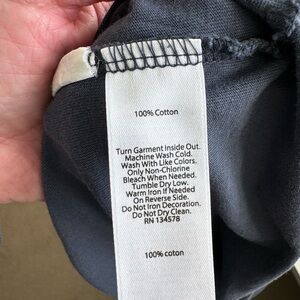 100% Cotton
Turn Garment Inside Out.
Machine Wash Cold.
Wash With Like Colors.
Only Non-Chlorine
Bleach When Needed.
Tumble Dry Low.
Warm Iron If Needed
On Reverse Side.
Do Not Iron Decoration.
Do Not Dry Clean.
RN 134578
100% coton